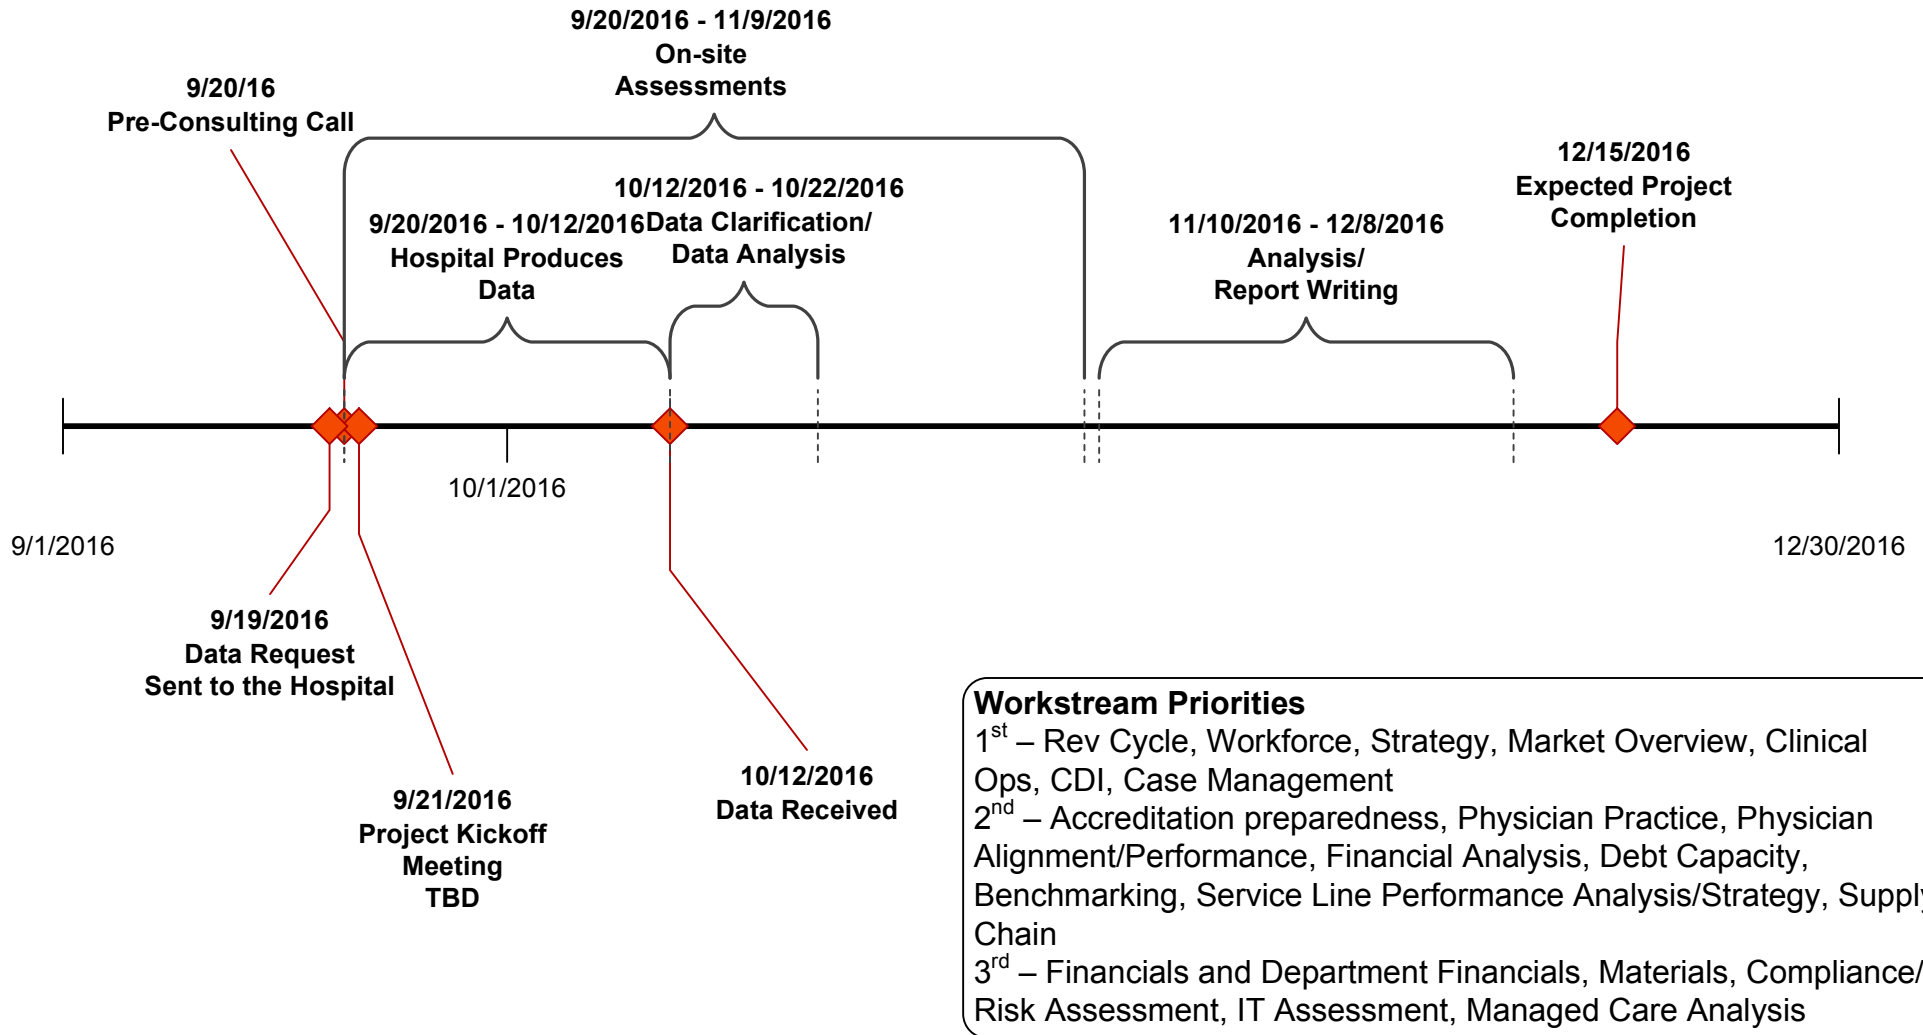 9/20/2016 - 11/9/2016
On-site
Assessments
9/20/16
Pre-Consulting Call
12/15/2016
Expected Project
Completion
10/12/2016 - 10/22/2016
Data Clarification/
Data Analysis
9/20/2016 - 10/12/2016
Hospital Produces
Data
11/10/2016 - 12/8/2016
Analysis/
Report Writing
10/1/2016
9/1/2016
12/30/2016
9/19/2016
Data Request
Sent to the Hospital
9/21/2016
Project Kickoff
Meeting
TBD
10/12/2016
Data Received
Workstream Priorities
1st – Rev Cycle, Workforce, Strategy, Market Overview, Clinical
Ops, CDI, Case Management
2nd – Accreditation preparedness, Physician Practice, Physician
Alignment/Performance, Financial Analysis, Debt Capacity,
Benchmarking, Service Line Performance Analysis/Strategy, Supply
Chain
3rd – Financials and Department Financials, Materials, Compliance/
Risk Assessment, IT Assessment, Managed Care Analysis